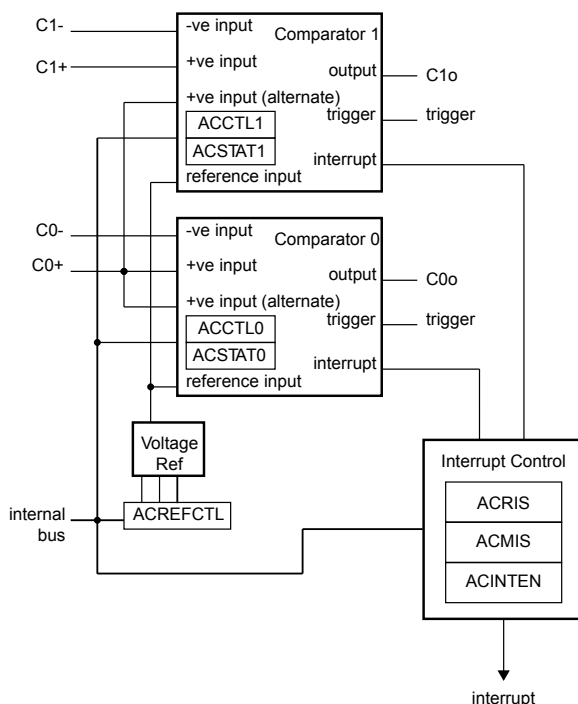 C1-
-ve input
Comparator 1
C1+
+ve input
output
C1o
+ve input (alternate)
trigger
trigger
ACCTL1
ACSTAT1
interrupt
reference input
C0-
-ve input
Comparator 0
C0+
+ve input
output
C0o
+ve input (alternate)
trigger
trigger
ACCTL0
ACSTAT0
interrupt
reference input
Voltage
Ref
Interrupt Control
internal
bus
ACREFCTL
ACRIS
ACMIS
ACINTEN
interrupt